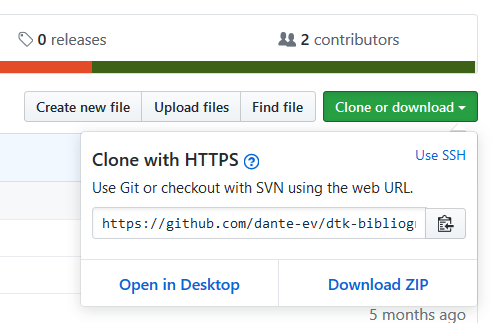 0 releases
2 contributors
Create new file
Upload files
Find file
Clone or download
Clone with HTTPS
Use SSH
Use Git or checkout with SVN using the web URL.
https://github.com/dante-ev/dtk-bibliog
Open in Desktop
Download ZIP
5 months ago